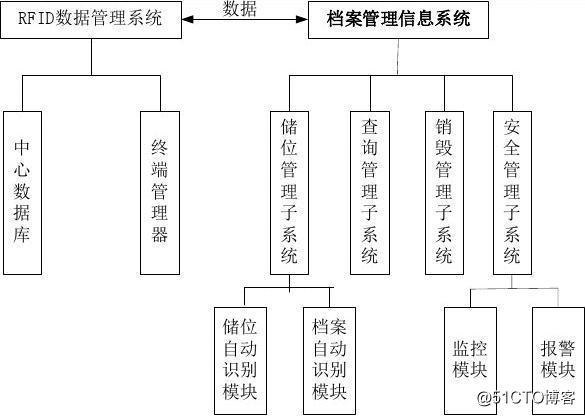 RFID数据管理系统
数据
档案管理信息系统
中心数据库
终端管理器
储位管理子系统
查询管理子系统
销毁管理子系统
安全管理子系统
储位
自动
识别
模块
档案
自动
识别
模块
监控
模块
报警
模块
@51CTO博客